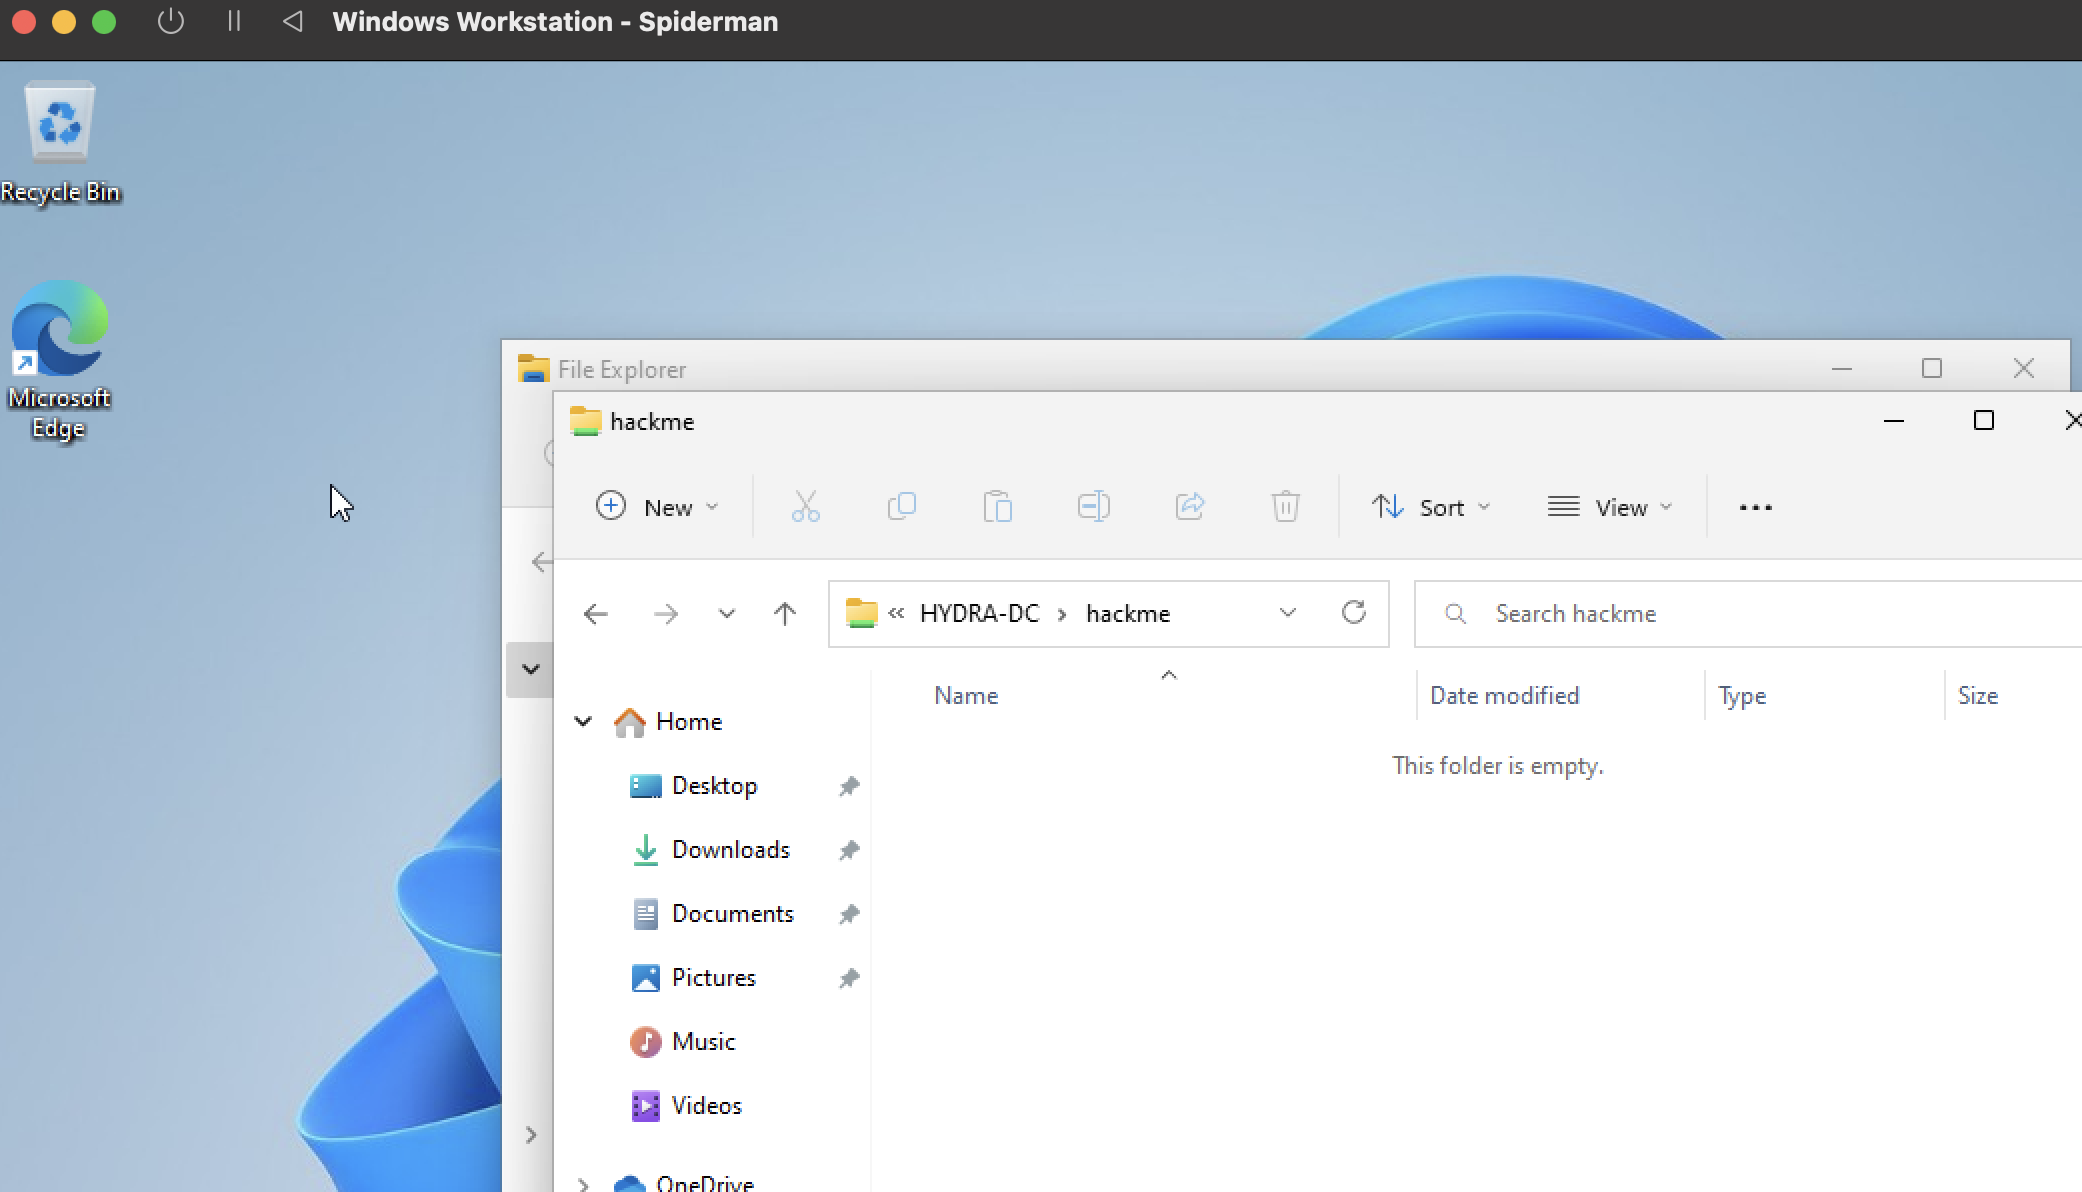 Windows Workstation - Spiderman
Recycle Bin
Microsoft
Edge
File Explorer
hackme
New
Sort
View
« HYDRA-DC > hackme
Search hackme
Name
Date modified
Type
Size
This folder is empty.
Home
Desktop
Downloads
Documents
Pictures
Music
Videos
OneDrive